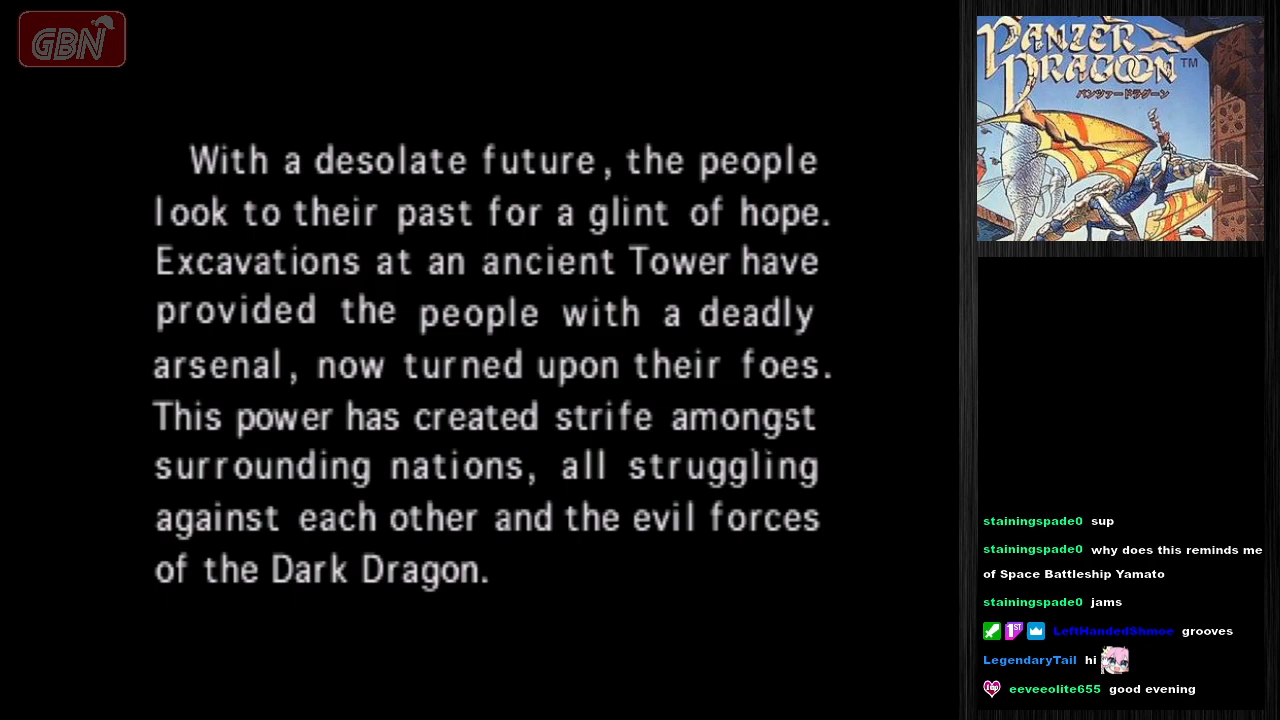 GBN
With a desolate future, the people
look to their past for a glint of hope.
Excavations at an ancient Tower have
provided the people with a deadly
arsenal, now turned upon their foes.
This power has created strife amongst
surrounding nations, all struggling
against each other and the evil forces
of the Dark Dragon.
PANZER
DRAGOON™
パンツァードラグーン
stainingspade0 sup
stainingspade0 why does this reminds me
of Space Battleship Yamato
stainingspade0 jams
1ST LeftHandedShmoe grooves
LegendaryTail hi
eeveeolite655 good evening